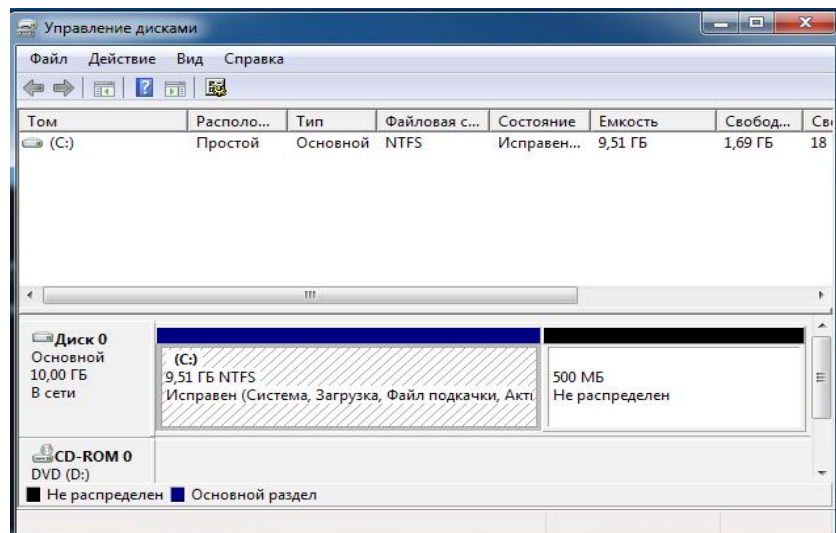 Управление дисками
Файл Действие Вид Справка
Том Располо... Тип Файловая с... Состояние Емкость Свобод... Сво
(C:) Простой Основной NTFS Исправен... 9,51 ГБ 1,69 ГБ 18
Диск 0
Основной
10,00 ГБ
В сети
(C:)
9,51 ГБ NTFS
Исправен (Система, Загрузка, Файл подкачки, Акти
500 МБ
Не распределен
CD-ROM 0
DVD (D:)
Не распределен Основной раздел